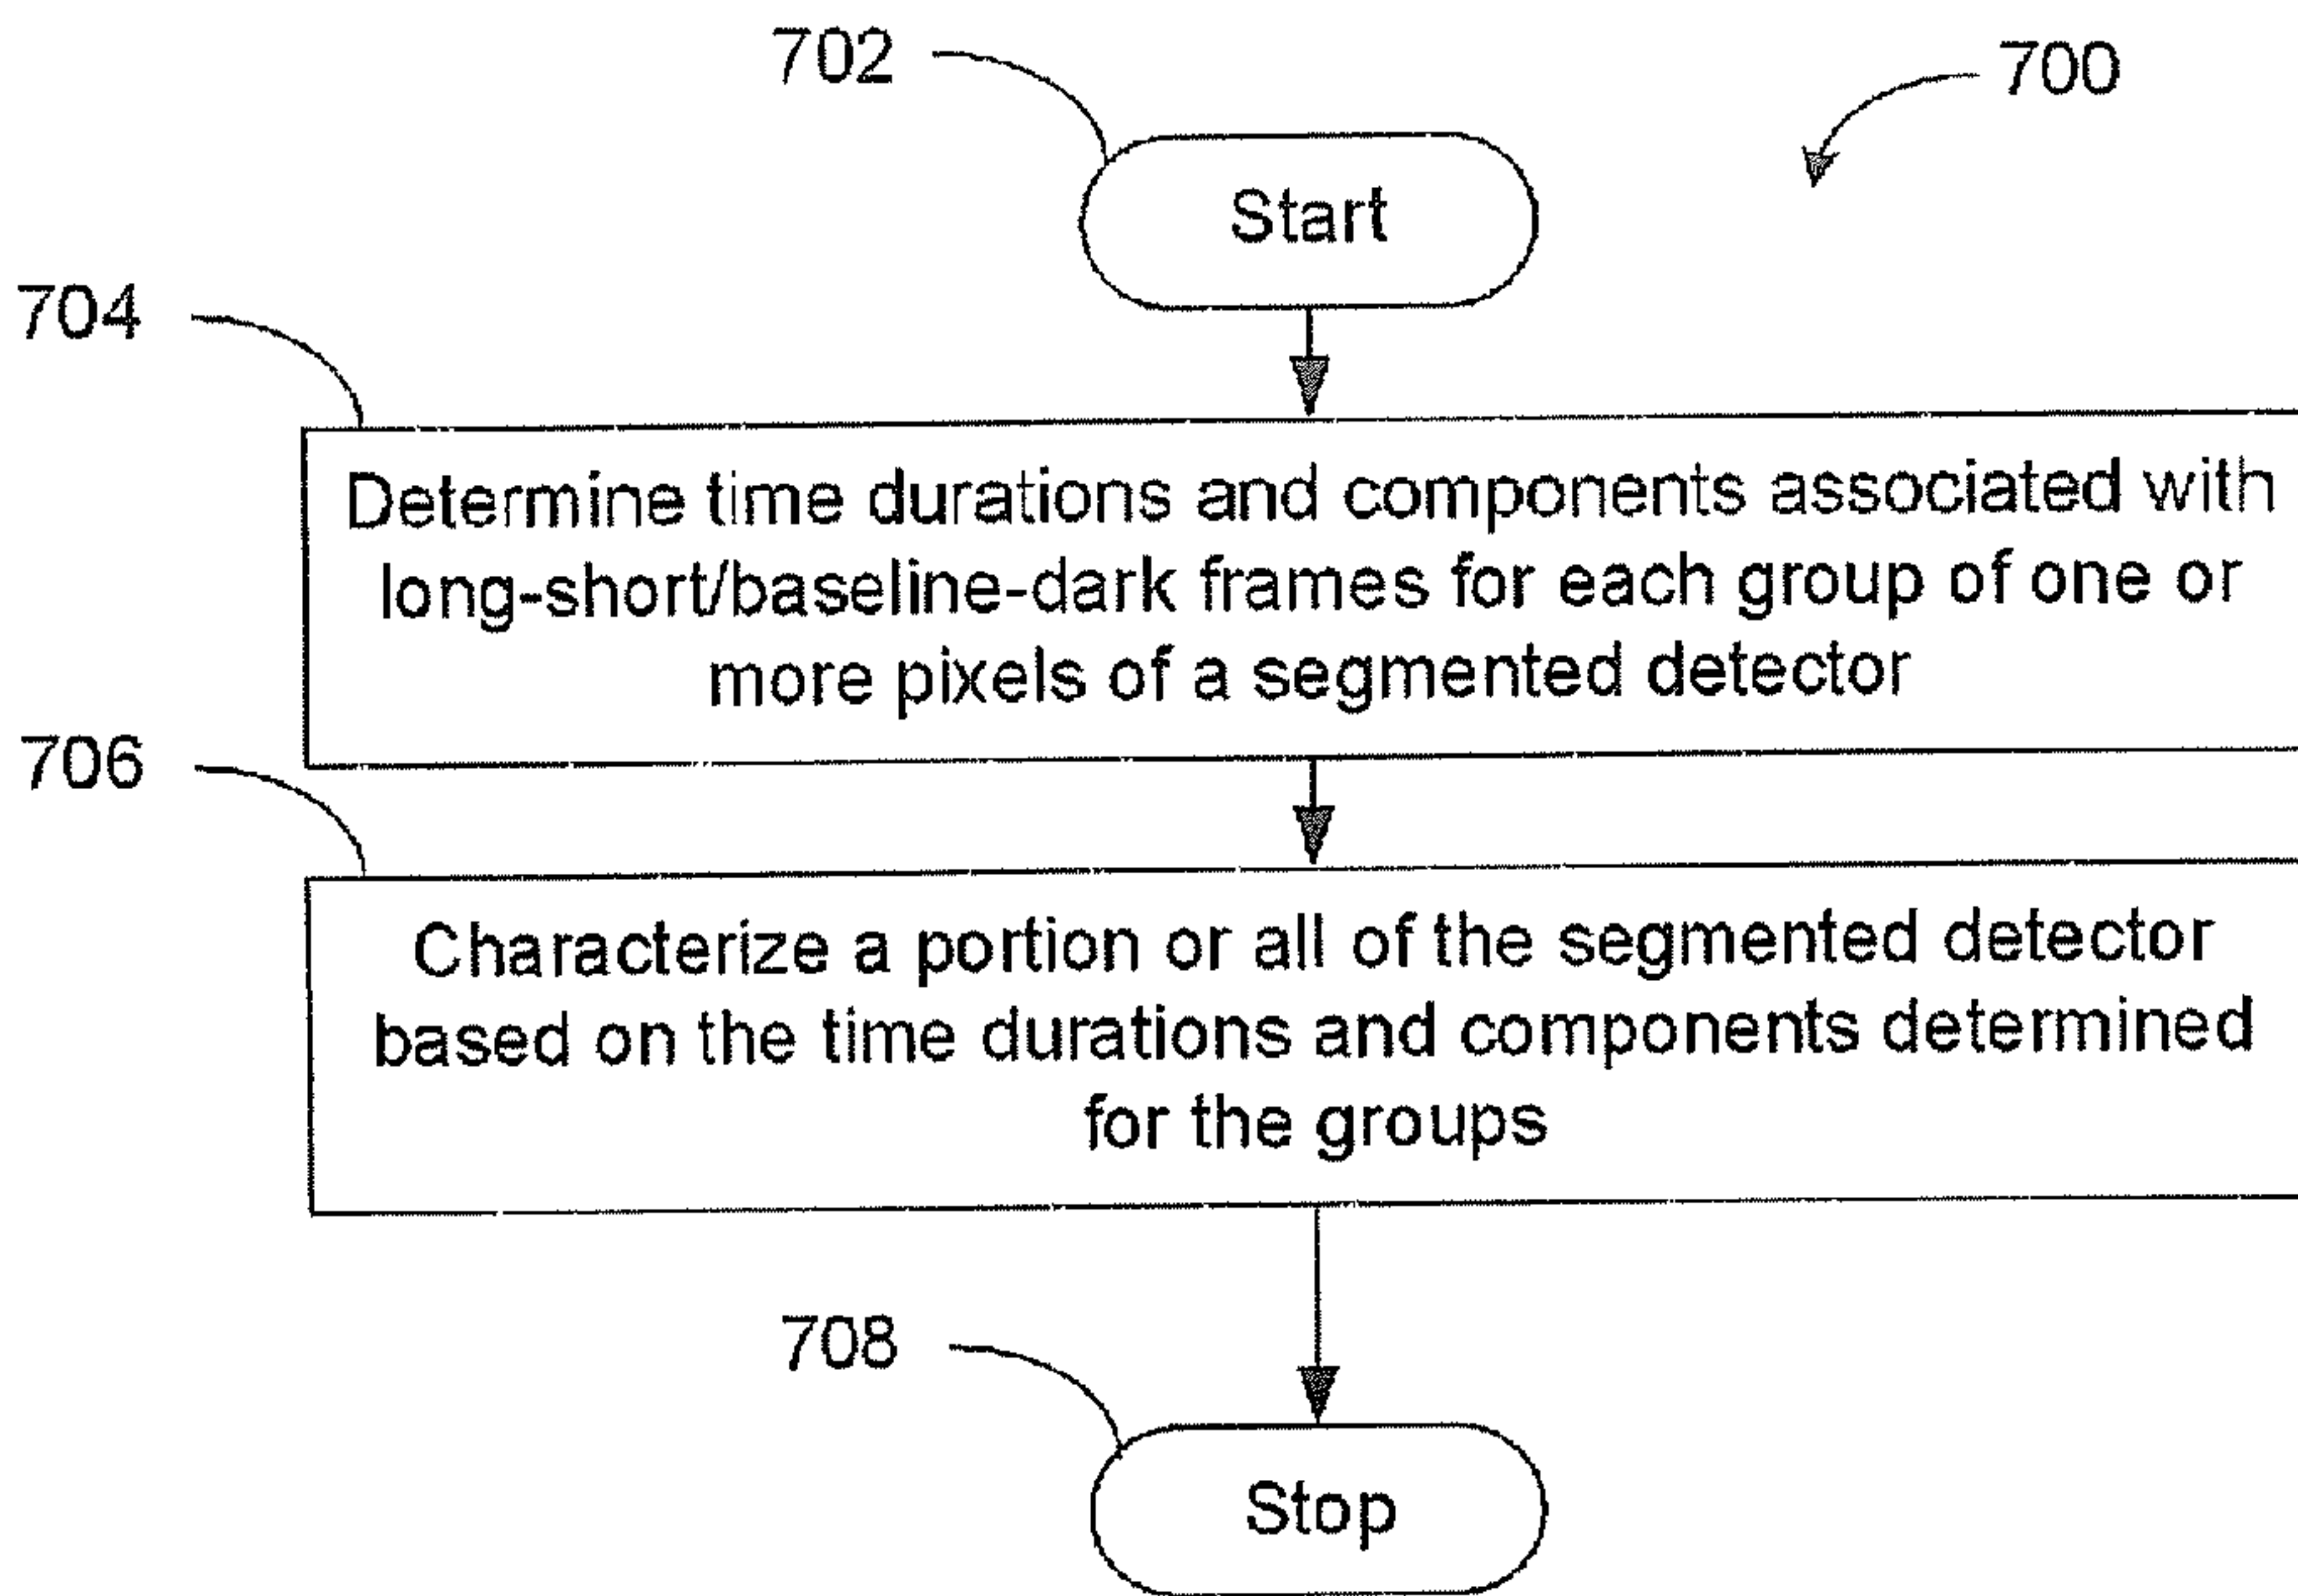 702
700
Start
704
Determine time durations and components associated with
long-short/baseline-dark frames for each group of one or
more pixels of a segmented detector
706
Characterize a portion or all of the segmented detector
based on the time durations and components determined
for the groups
708
Stop